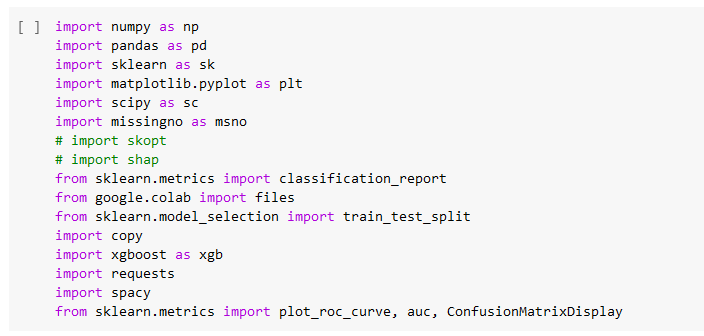 [ ] import numpy as np
import pandas as pd
import sklearn as sk
import matplotlib.pyplot as plt
import scipy as sc
import missingno as msno
# import skopt
# import shap
from sklearn.metrics import classification_report
from google.colab import files
from sklearn.model_selection import train_test_split
import copy
import xgboost as xgb
import requests
import spacy
from sklearn.metrics import plot_roc_curve, auc, ConfusionMatrixDisplay